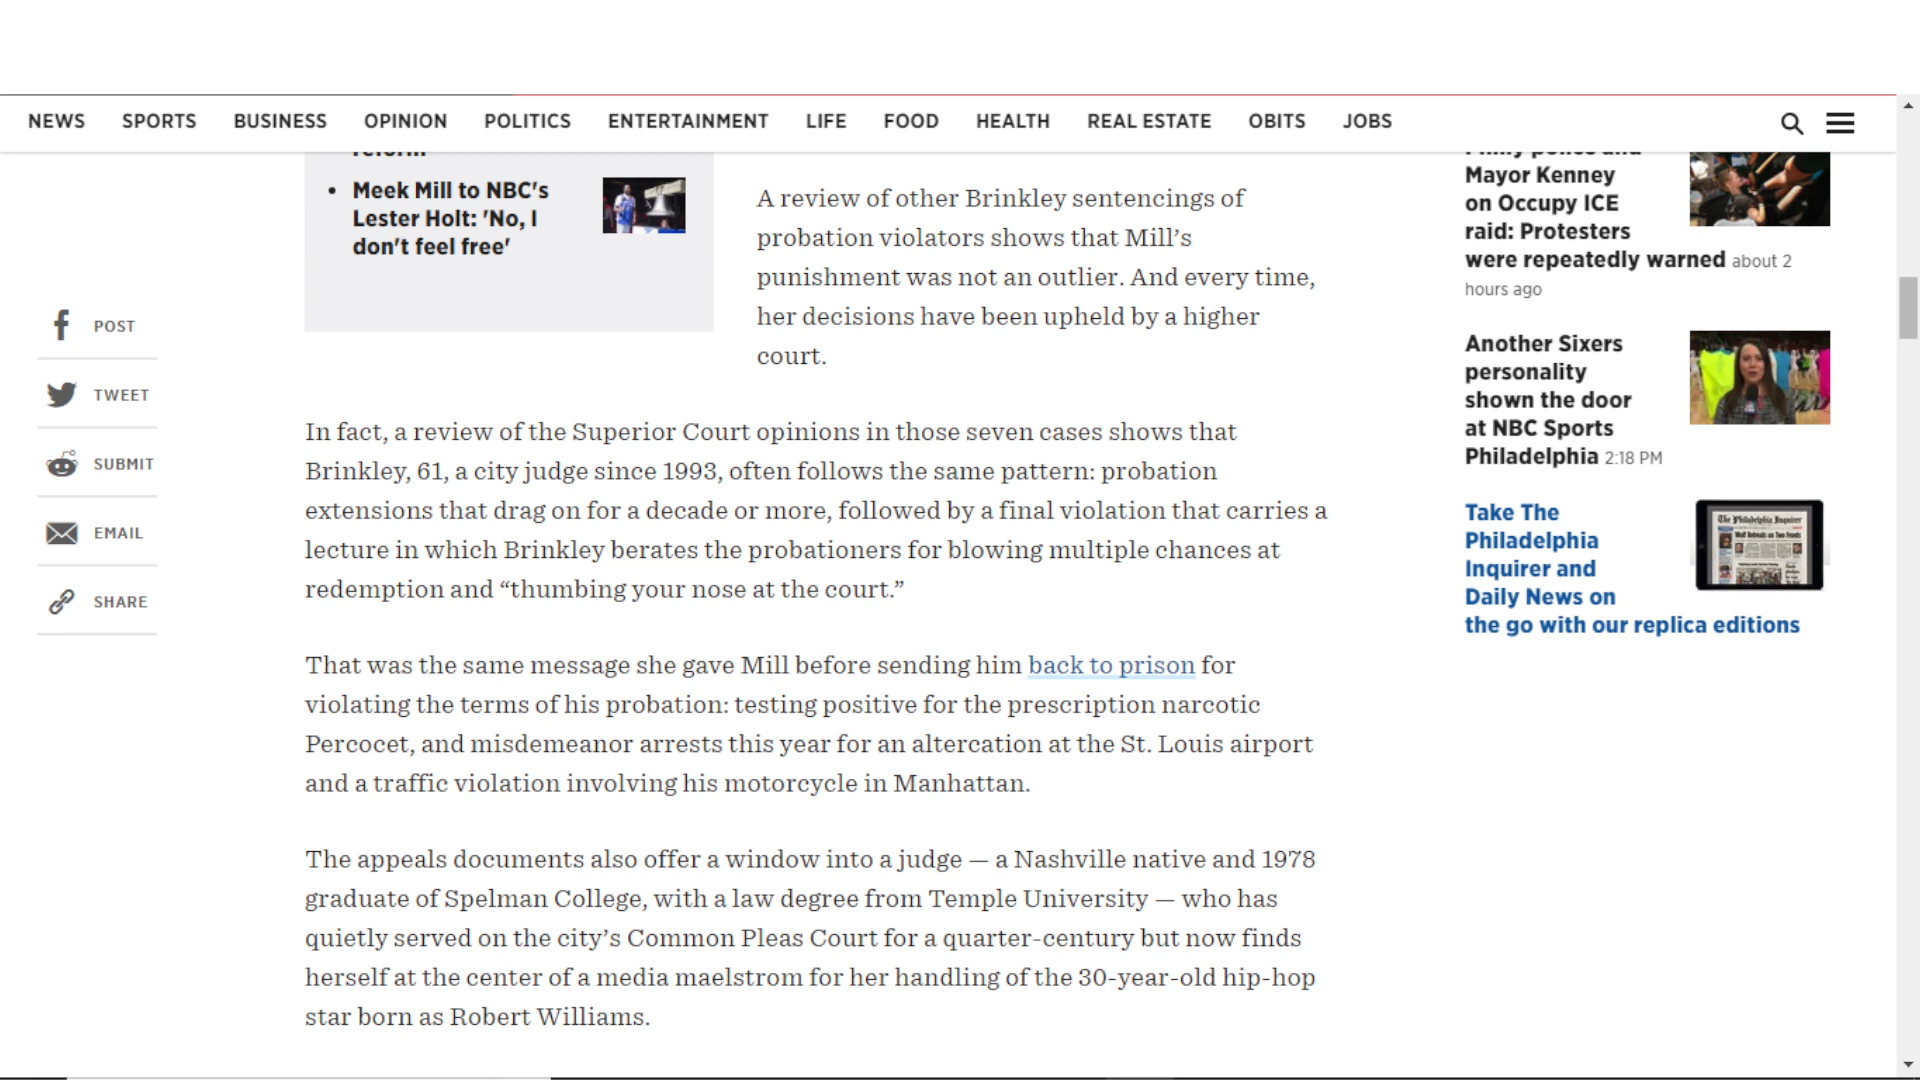 NEWS SPORTS BUSINESS OPINION POLITICS ENTERTAINMENT LIFE FOOD HEALTH REAL ESTATE OBITS JOBS
reform
• Meek Mill to NBC's
Lester Holt: 'No, I
don't feel free'
POST
TWEET
SUBMIT
EMAIL
SHARE
A review of other Brinkley sentencings of
probation violators shows that Mill’s
punishment was not an outlier. And every time,
her decisions have been upheld by a higher
court.
In fact, a review of the Superior Court opinions in those seven cases shows that
Brinkley, 61, a city judge since 1993, often follows the same pattern: probation
extensions that drag on for a decade or more, followed by a final violation that carries a
lecture in which Brinkley berates the probationers for blowing multiple chances at
redemption and “thumbing your nose at the court.”
That was the same message she gave Mill before sending him back to prison for
violating the terms of his probation: testing positive for the prescription narcotic
Percocet, and misdemeanor arrests this year for an altercation at the St. Louis airport
and a traffic violation involving his motorcycle in Manhattan.
The appeals documents also offer a window into a judge — a Nashville native and 1978
graduate of Spelman College, with a law degree from Temple University — who has
quietly served on the city’s Common Pleas Court for a quarter-century but now finds
herself at the center of a media maelstrom for her handling of the 30-year-old hip-hop
star born as Robert Williams.
Philly police and
Mayor Kenney
on Occupy ICE
raid: Protesters
were repeatedly warned about 2
hours ago
Another Sixers
personality
shown the door
at NBC Sports
Philadelphia 2:18 PM
Take The
Philadelphia
Inquirer and
Daily News on
the go with our replica editions
The Philadelphia Inquirer